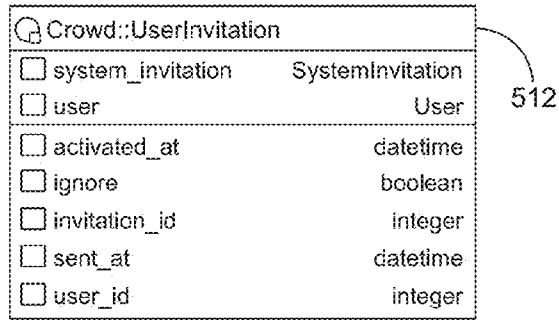 Crowd::UserInvitation
system_invitation SystemInvitation
user User
512
activated_at datetime
ignore boolean
invitation_id integer
sent_at datetime
user_id integer